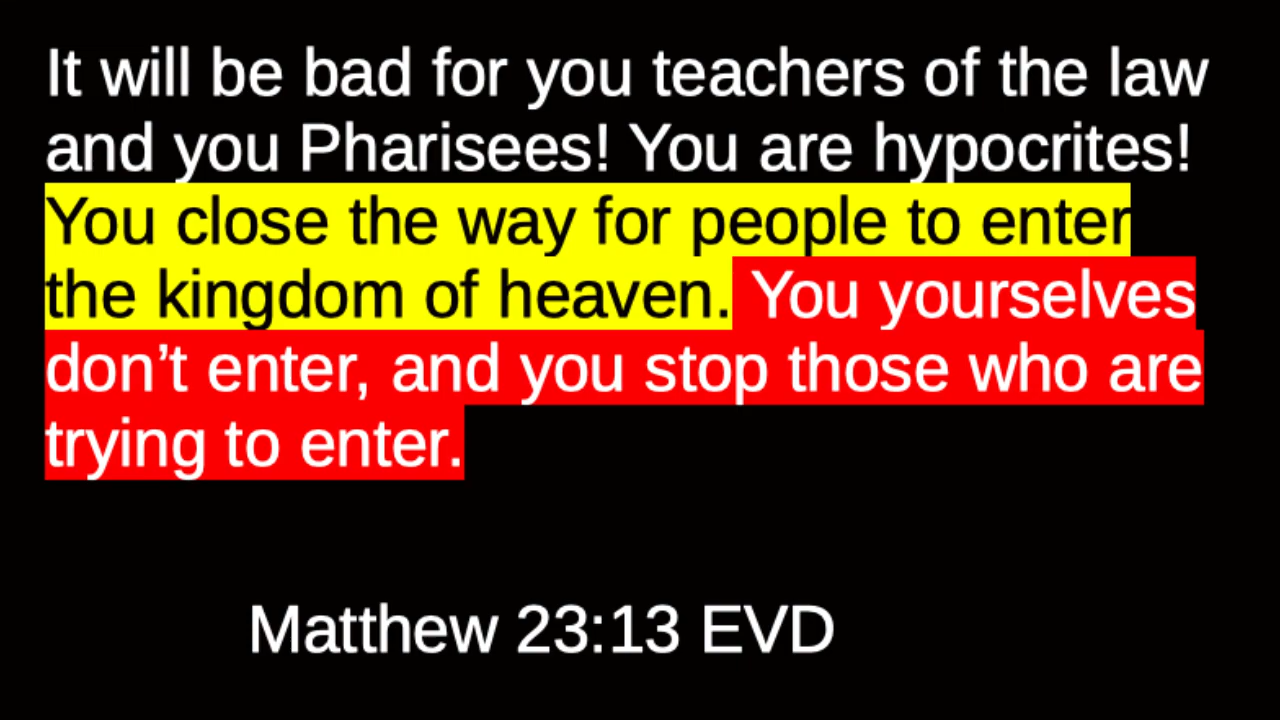 It will be bad for you teachers of the law
and you Pharisees! You are hypocrites!
You close the way for people to enter
the kingdom of heaven. You yourselves
don’t enter, and you stop those who are
trying to enter.
Matthew 23:13 EVD